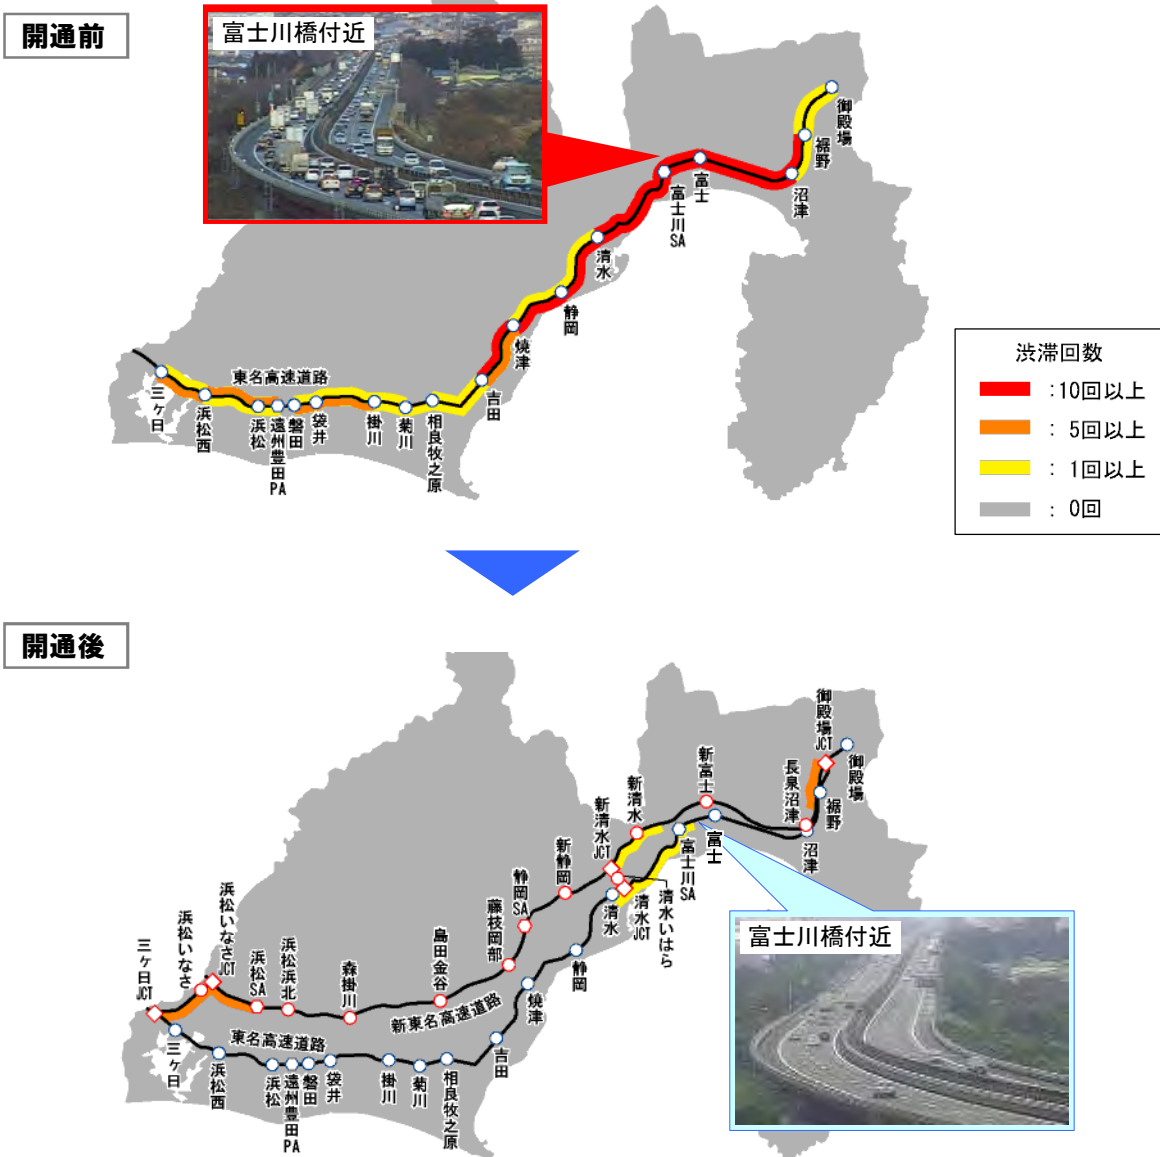 開通前
富士川橋付近
御殿場
裾野
沼津
富士
富士川SA
清水
静岡
焼津
吉田
相良牧之原
菊川
掛川
袋井
磐田
遠州豊田PA
浜松
浜松西
三ヶ日
東名高速道路
渋滞回数
:10回以上
: 5回以上
: 1回以上
: 0回
開通後
御殿場JCT
御殿場
裾野
長泉沼津
沼津
新富士
富士
富士川SA
新清水
新清水JCT
清水いはら
清水JCT
清水
新静岡
静岡SA
静岡
藤枝岡部
焼津
島田金谷
吉田
新東名高速道路
森掛川
浜松浜北
浜松SA
浜松いなさJCT
浜松いなさ
三ヶ日JCT
東名高速道路
三ヶ日
浜松西
浜松
遠州豊田PA
磐田
袋井
掛川
菊川
相良牧之原
富士川橋付近